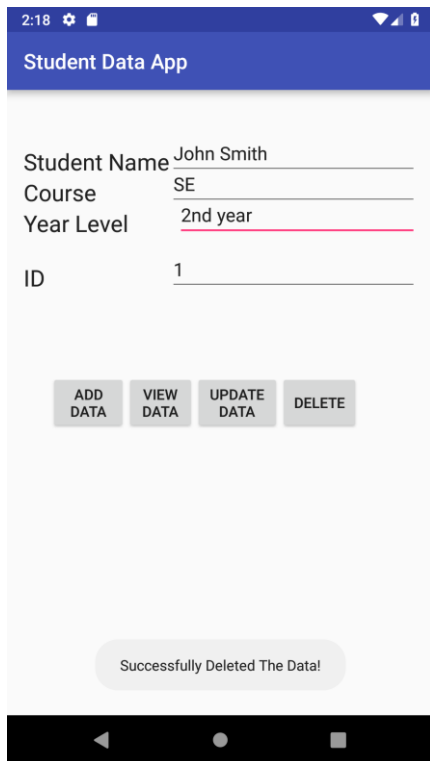 2:18
Student Data App
Student Name John Smith
Course SE
Year Level 2nd year
ID 1
ADD DATA VIEW DATA UPDATE DATA DELETE
Successfully Deleted The Data!